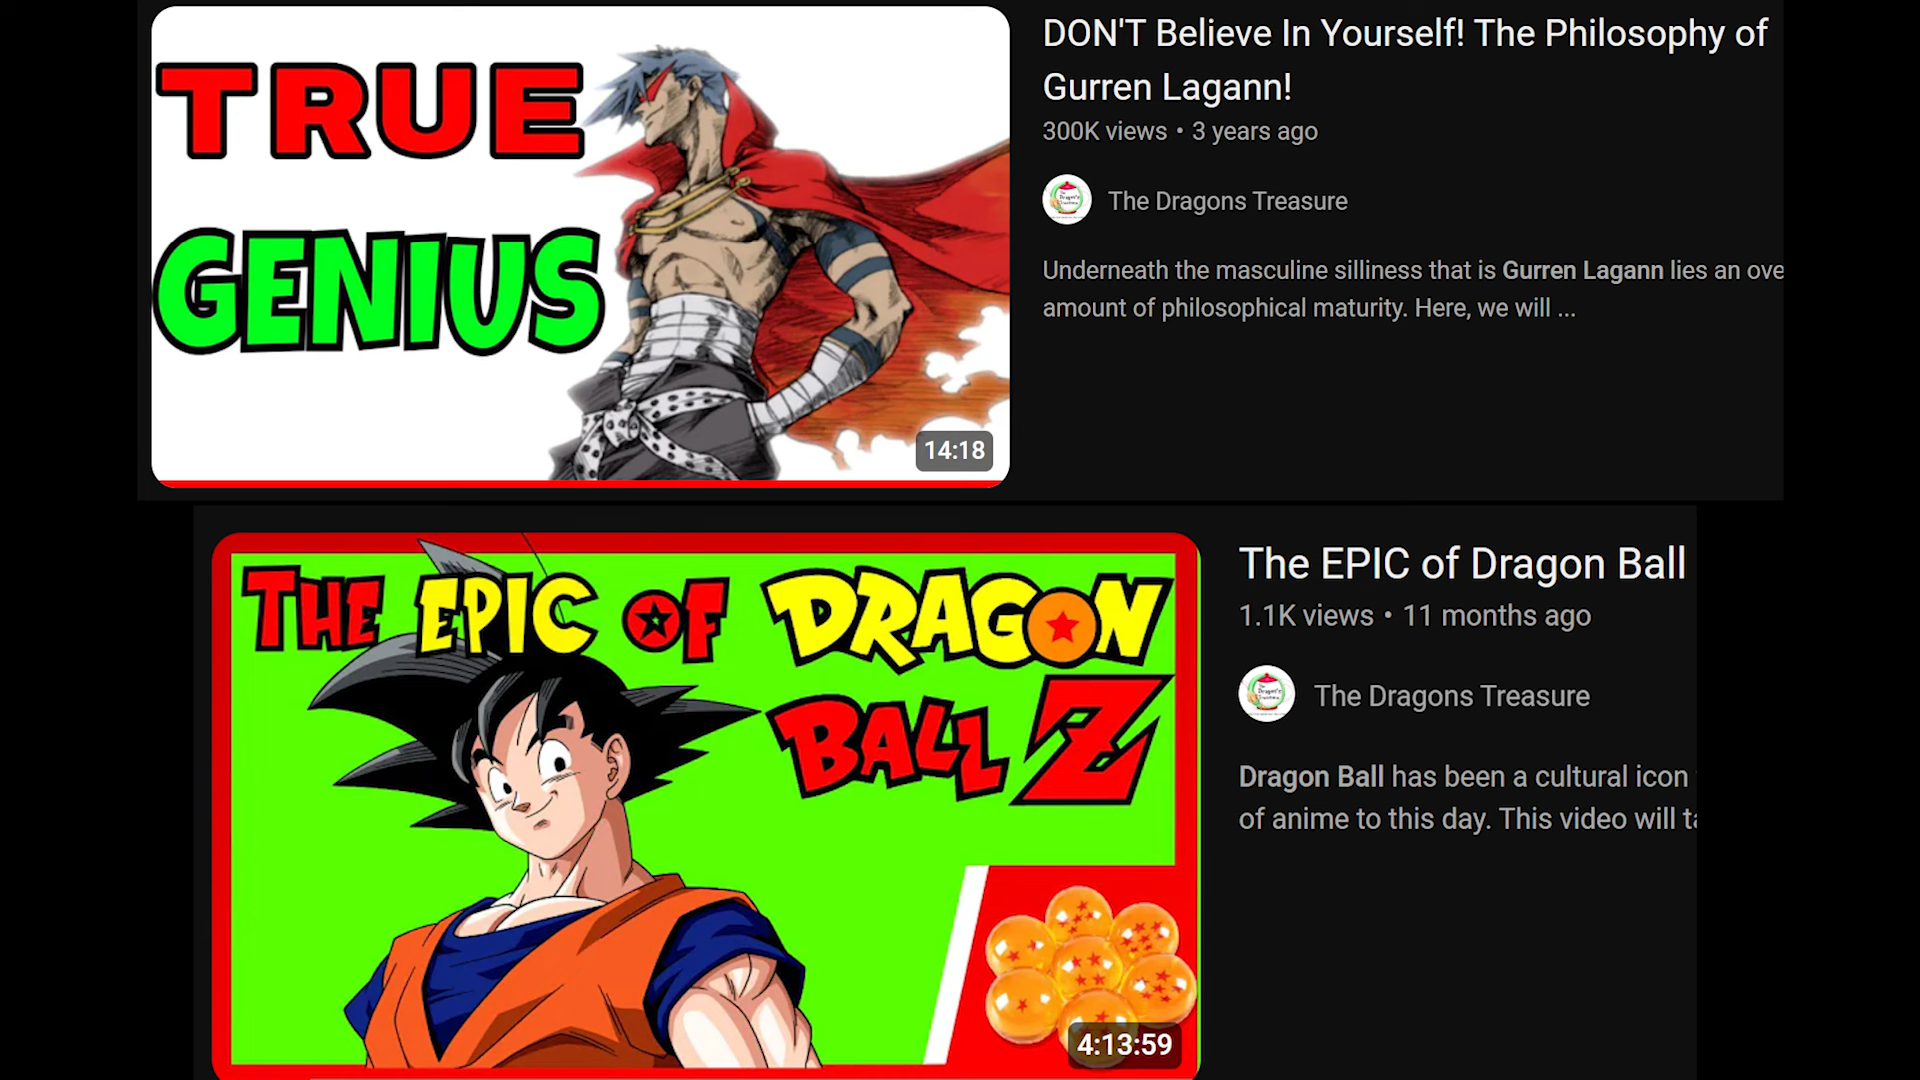 TRUE
GENIUS
14:18
DON'T Believe In Yourself! The Philosophy of
Gurren Lagann!
300K views • 3 years ago
The Dragons Treasure
Underneath the masculine silliness that is Gurren Lagann lies an ove
amount of philosophical maturity. Here, we will ...
THE EPIC OF DRAGON
BALL Z
4:13:59
The EPIC of Dragon Ball
1.1K views • 11 months ago
The Dragons Treasure
Dragon Ball has been a cultural icon
of anime to this day. This video will ta